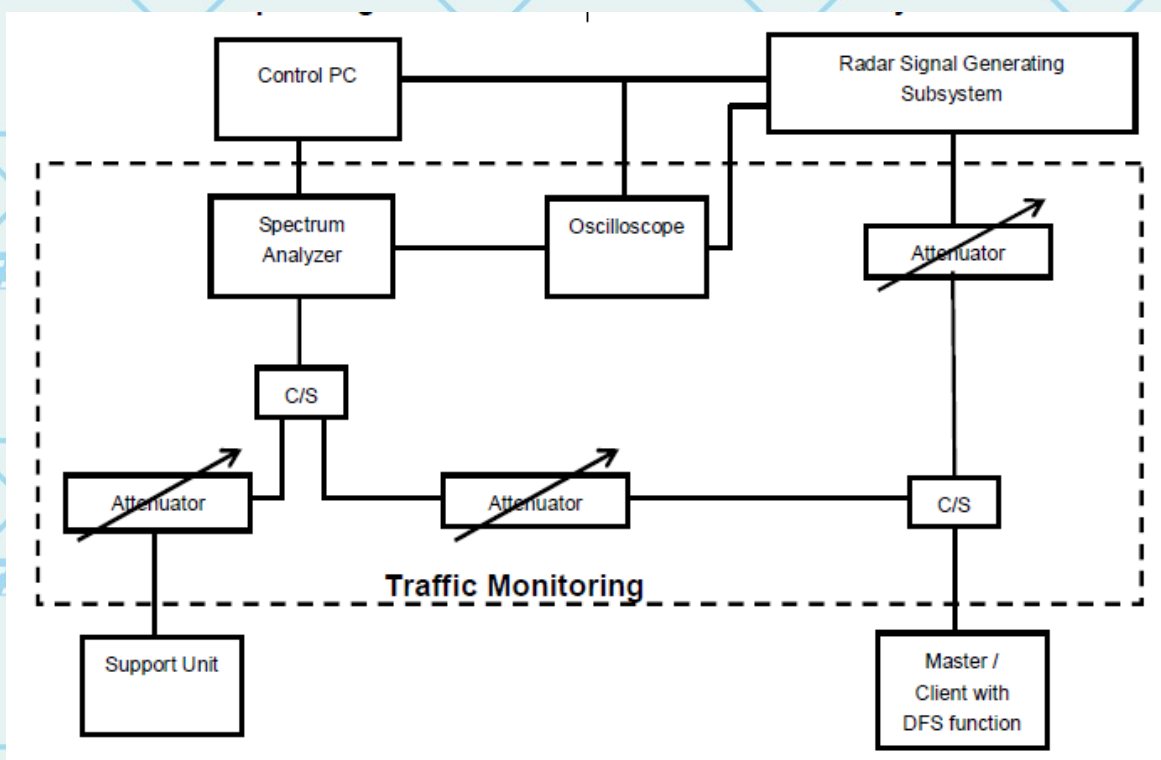 Control PC
Radar Signal Generating
Subsystem
Spectrum
Analyzer
Oscilloscope
Attenuator
C/S
Attenuator
Attenuator
C/S
Traffic Monitoring
Support Unit
Master /
Client with
DFS function